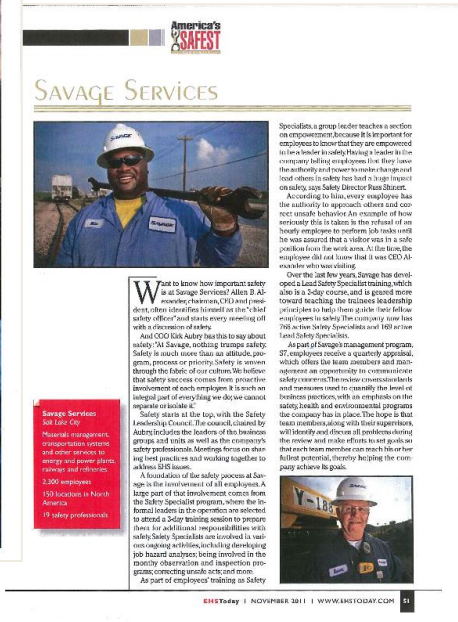 America's
SAFEST
SAVAGE SERVICES
SAVAGE
SAVAGE
Want to know how important safety
is at Savage Services? Allen B. Al-
exander, chairman, CEO and presi-
dent, often identifies himself as the "chief
safety officer" and starts every meeting off
with a discussion of safety.
And COO Kirk Aubry has this to say about
safety: "At Savage, nothing trumps safety.
Safety is much more than an attitude, pro-
gram, process or priority. Safety is woven
through the fabric of our culture. We believe
that safety success comes from proactive
involvement of each employee. It is such an
integral part of everything we do; we cannot
separate or isolate it."
Safety starts at the top, with the Safety
Leadership Council. The council, chaired by
Aubry, includes the leaders of the business
groups and units as well as the company's
safety professionals. Meetings focus on shar-
ing best practices and working together to
address EHS issues.
A foundation of the safety process at Sav-
age is the involvement of all employees. A
large part of that involvement comes from
the Safety Specialist program, where the in-
formal leaders in the operation are selected
to attend a 3-day training session to prepare
them for additional responsibilities with
safety. Safety Specialists are involved in vari-
ous ongoing activities, including developing
job hazard analyses; being involved in the
monthy observation and inspection pro-
grams; correcting unsafe acts; and more.
As part of employees' training as Safety
Specialists, a group leader teaches a section
on empowerment, because it is important for
employees to know that they are empowered
to be a leader in safety. Having a leader in the
company telling employees that they have
the authority and power to make change and
lead others in safety has had a huge impact
on safety, says Safety Director Russ Shinert.
According to him, every employee has
the authority to approach others and cor-
rect unsafe behavior. An example of how
seriously this is taken is the refusal of an
hourly employee to perform job tasks until
he was assured that a visitor was in a safe
position from the work area. At the time, the
employee did not know that it was CEO Al-
exander who was visiting.
Over the last few years, Savage has devel-
oped a Lead Safety Specialist training, which
also is a 3-day course, and is geared more
toward teaching the trainees leadership
principles to help them guide their fellow
employees in safety. The company now has
766 active Safety Specialists and 169 active
Lead Safety Specialists.
As part of Savage's management program,
S7, employees receive a quarterly appraisal,
which offers the team members and man-
agement an opportunity to communicate
safety concerns. The review covers standards
and measures used to quantify the level of
business practices, with an emphasis on the
safety, health and environmental programs
the company has in place. The hope is that
team members, along with their supervisors,
will identify and discuss all problems during
the review and make efforts to set goals so
that each team member can reach his or her
fullest potential, thereby helping the com-
pany achieve its goals.
Savage Services
Salt Lake City
Materials management,
transportation systems
and other services to
energy and power plants,
railways and refineries.
2,300 employees
150 locations in North
America
19 safety professionals
Y-188
EHSToday | NOVEMBER 2011 | WWW.EHSTODAY.COM 51